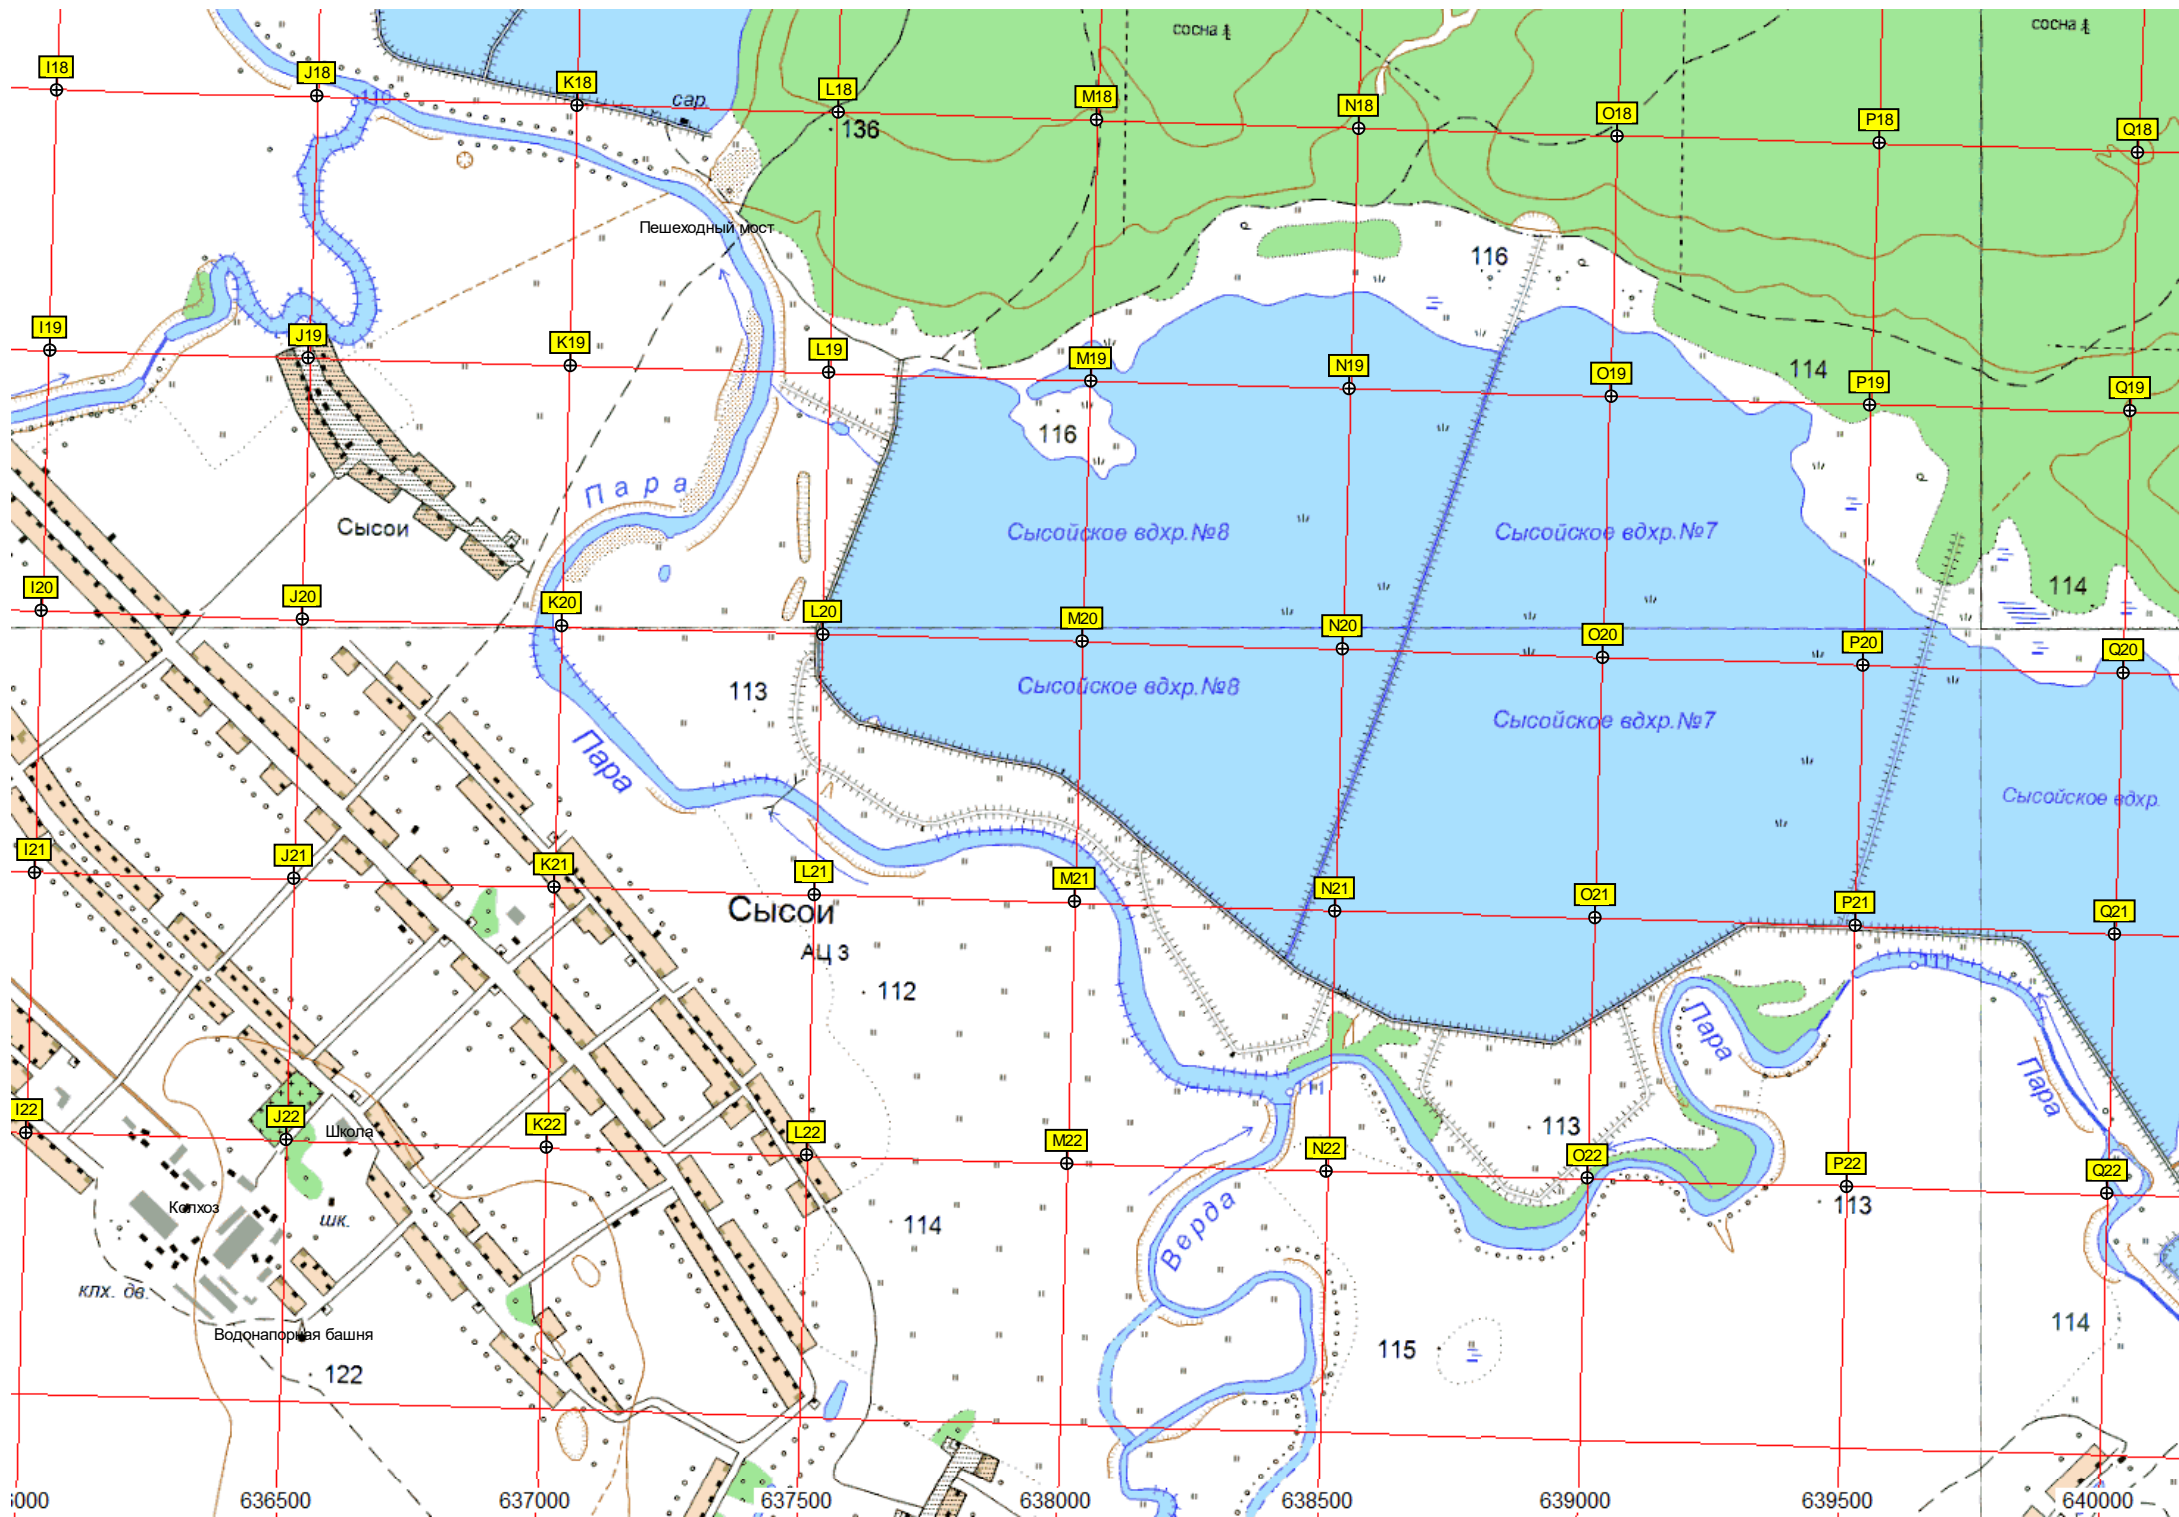 сосна
сосна
I18
J18
K18
L18
M18
N18
O18
P18
Q18
110
сар.
136
Пешеходный мост
116
I19
J19
K19
L19
M19
N19
O19
P19
Q19
114
116
Пара
Сысои
Сысойское вдхр.№8
Сысойское вдхр.№7
114
I20
J20
K20
L20
M20
N20
O20
P20
Q20
113
Сысойское вдхр.№8
Сысойское вдхр.№7
Пара
Сысойское вдхр.
I21
J21
K21
L21
M21
N21
O21
P21
Q21
Сысои
АЦ 3
112
111
Пара
Пара
111
I22
J22
Школа
K22
L22
M22
N22
113
O22
P22
Q22
113
Колхоз
шк.
114
Верда
клх. дв.
Водонапорная башня
122
115
114
6000
636500
637000
637500
638000
638500
639000
639500
640000